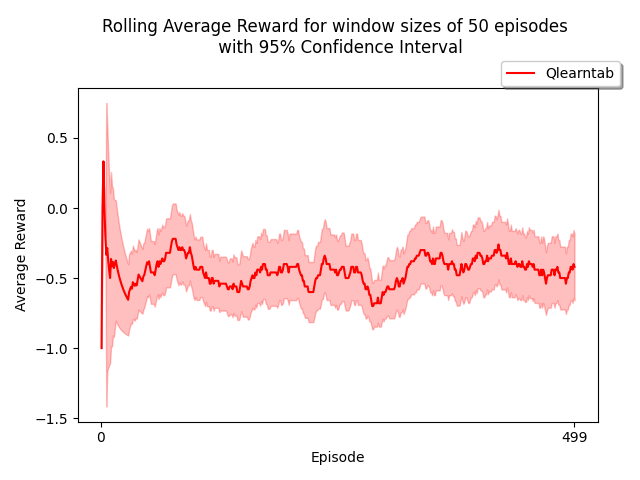 Rolling Average Reward for window sizes of 50 episodes
with 95% Confidence Interval
Qlearntab
Average Reward
0.5
0.0
−0.5
−1.0
−1.5
0
499
Episode